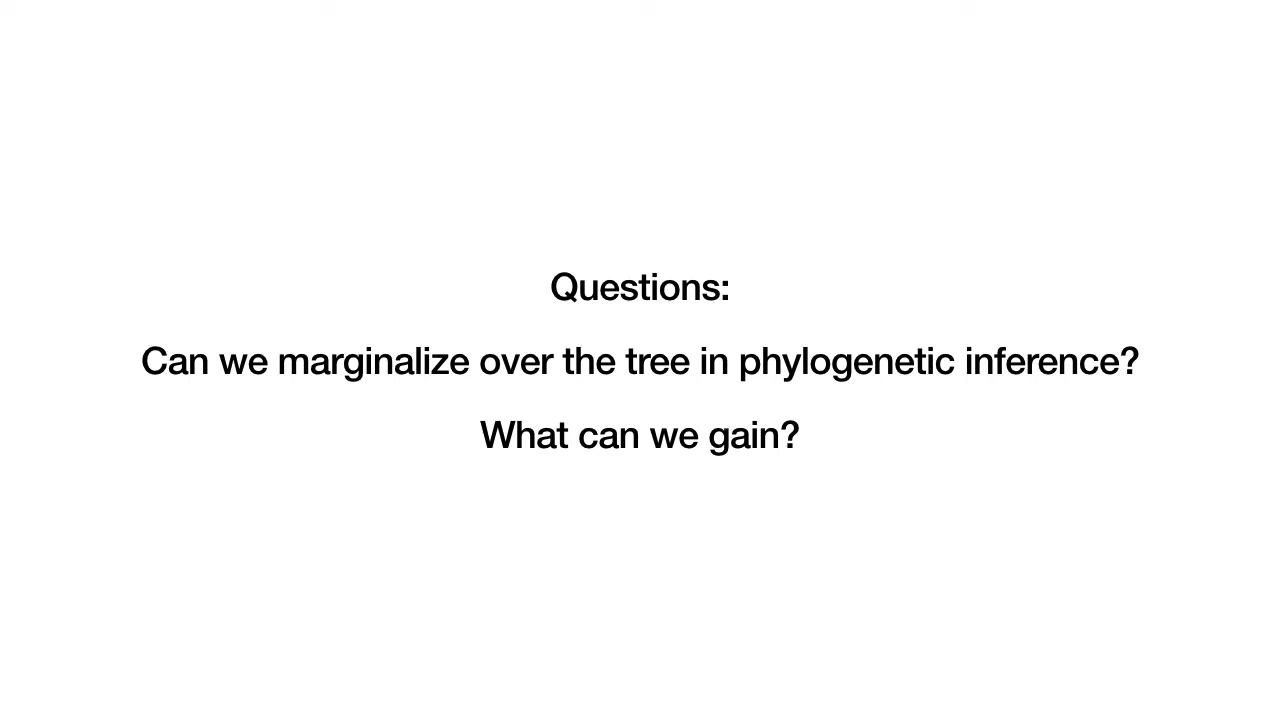 Questions:
Can we marginalize over the tree in phylogenetic inference?
What can we gain?